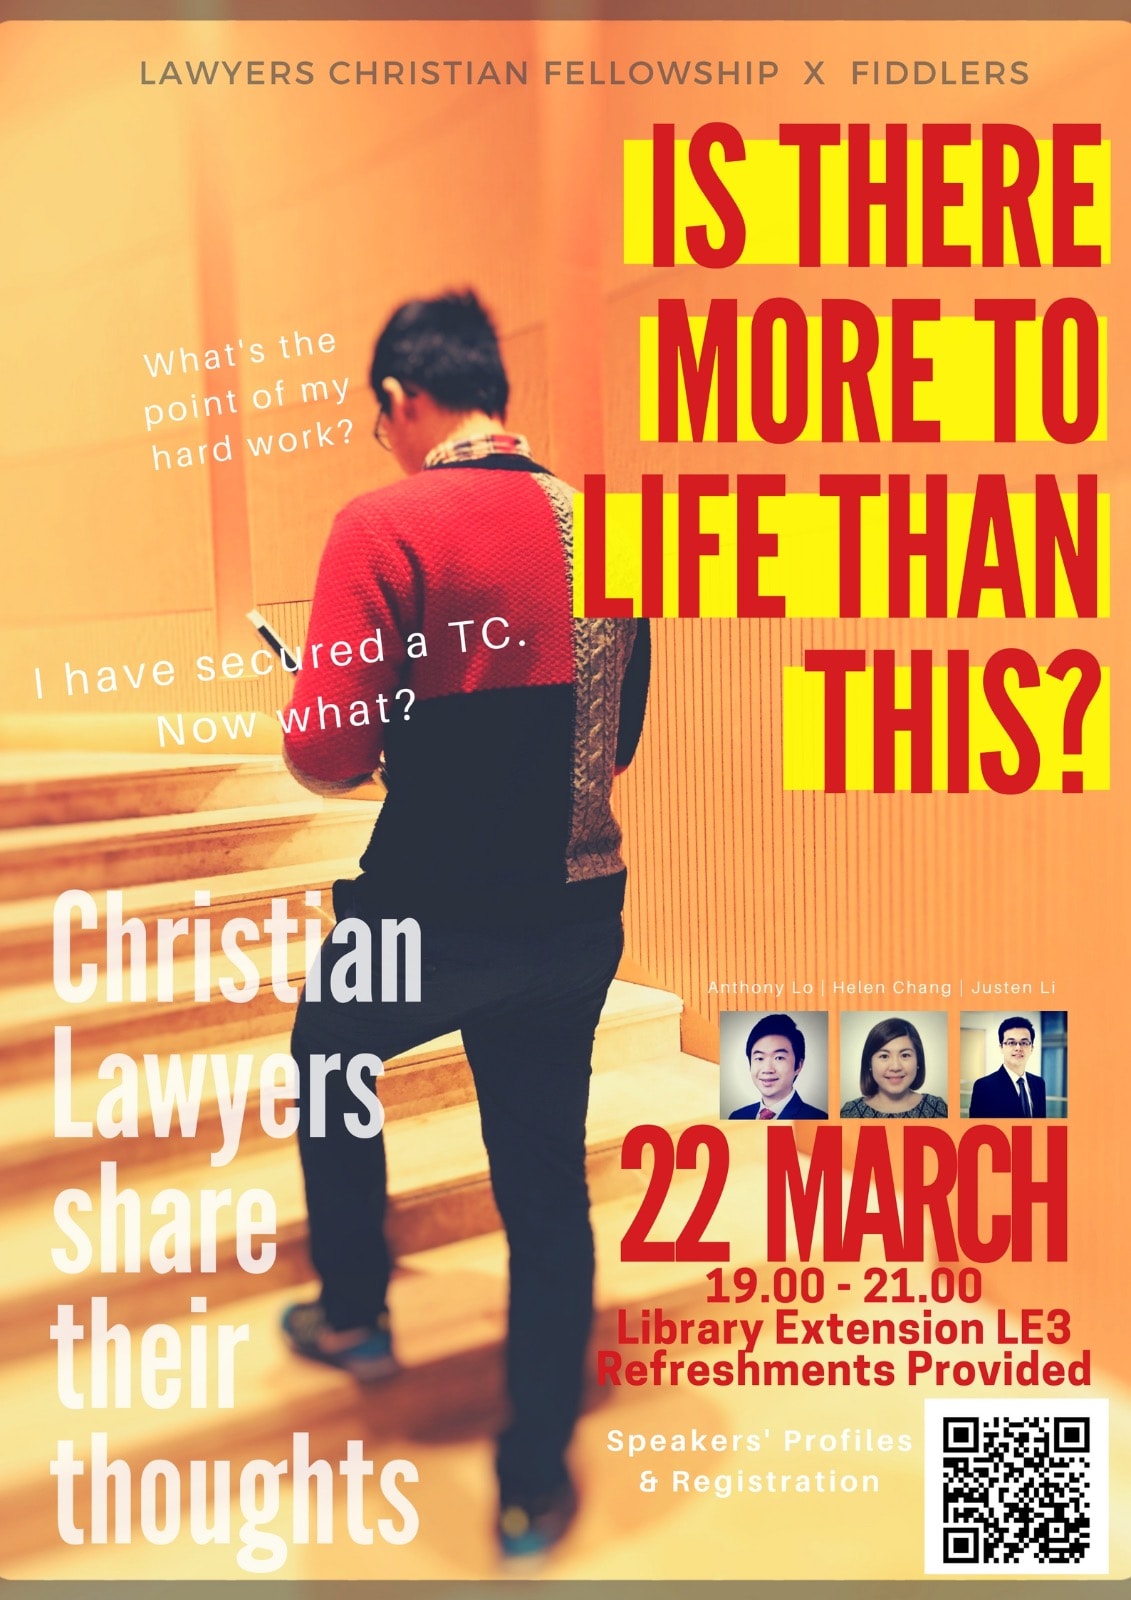 LAWYERS CHRISTIAN FELLOWSHIP X FIDDLERS
IS THERE
MORE TO
LIFE THAN
THIS?
What's the
point of my
hard work?
I have secured a TC.
Now what?
Christian
Lawyers
share
their
thoughts
Anthony Lo | Helen Chang | Justen Li
22 MARCH
19.00 - 21.00
Library Extension LE3
Refreshments Provided
Speakers' Profiles
& Registration